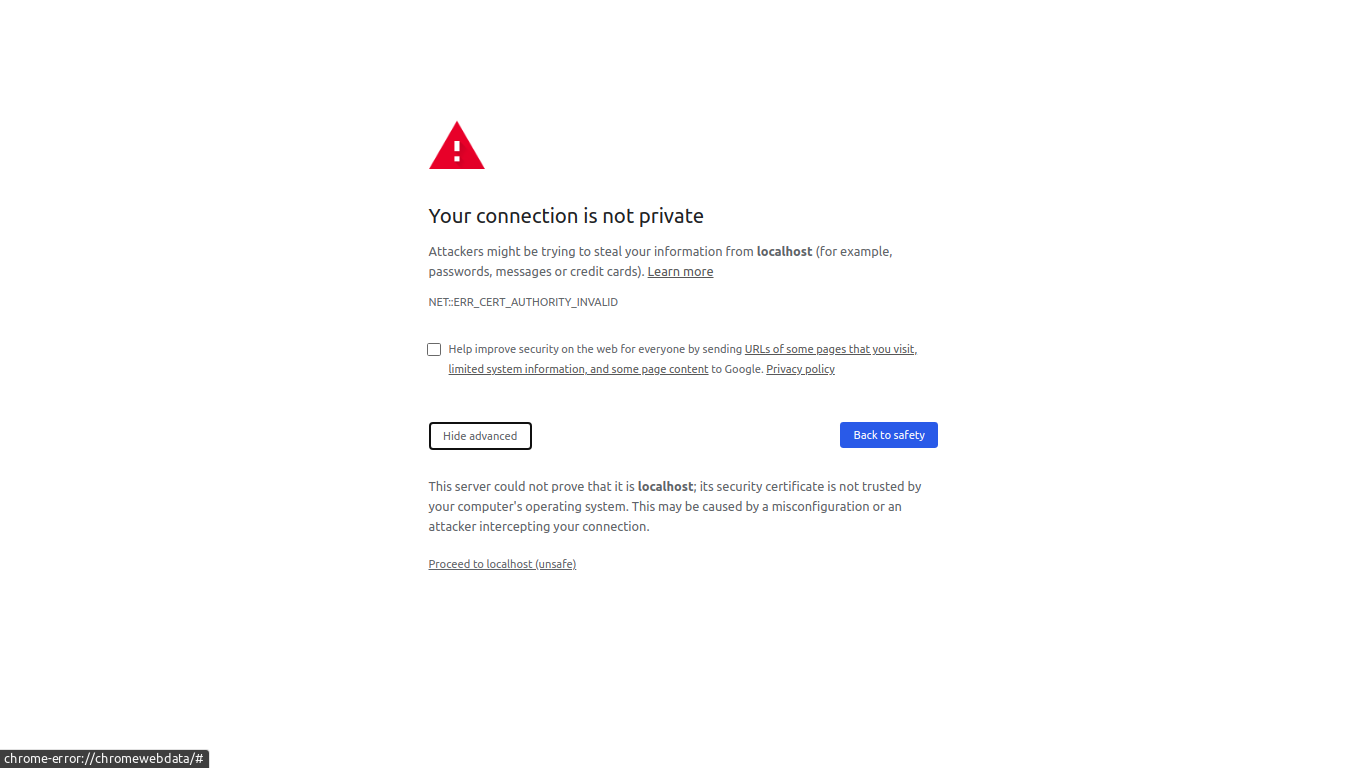 Your connection is not private
Attackers might be trying to steal your information from localhost (for example,
passwords, messages or credit cards). Learn more
NET::ERR_CERT_AUTHORITY_INVALID
Help improve security on the web for everyone by sending URLs of some pages that you visit,
limited system information, and some page content to Google. Privacy policy
Hide advanced
Back to safety
This server could not prove that it is localhost; its security certificate is not trusted by
your computer's operating system. This may be caused by a misconfiguration or an
attacker intercepting your connection.
Proceed to localhost (unsafe)
chrome-error://chromewebdata/#